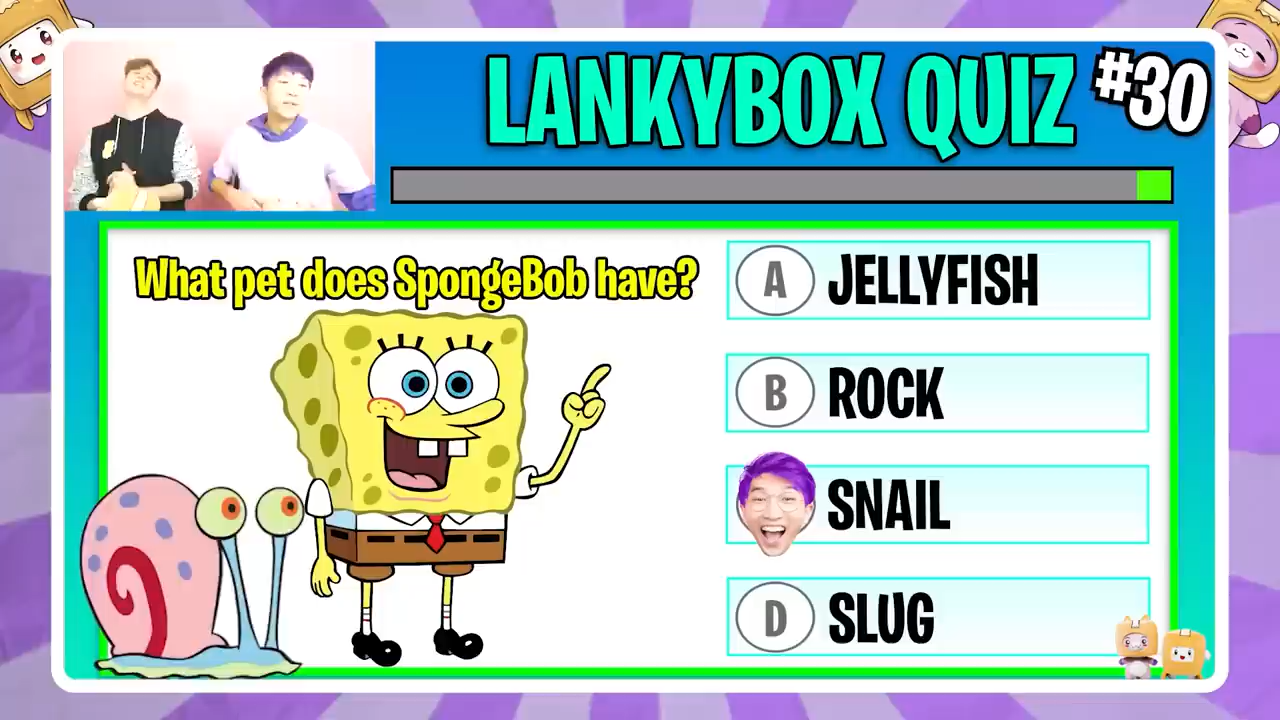 LANKYBOX QUIZ
#30
What pet does SpongeBob have?
A JELLYFISH
B ROCK
SNAIL
D SLUG